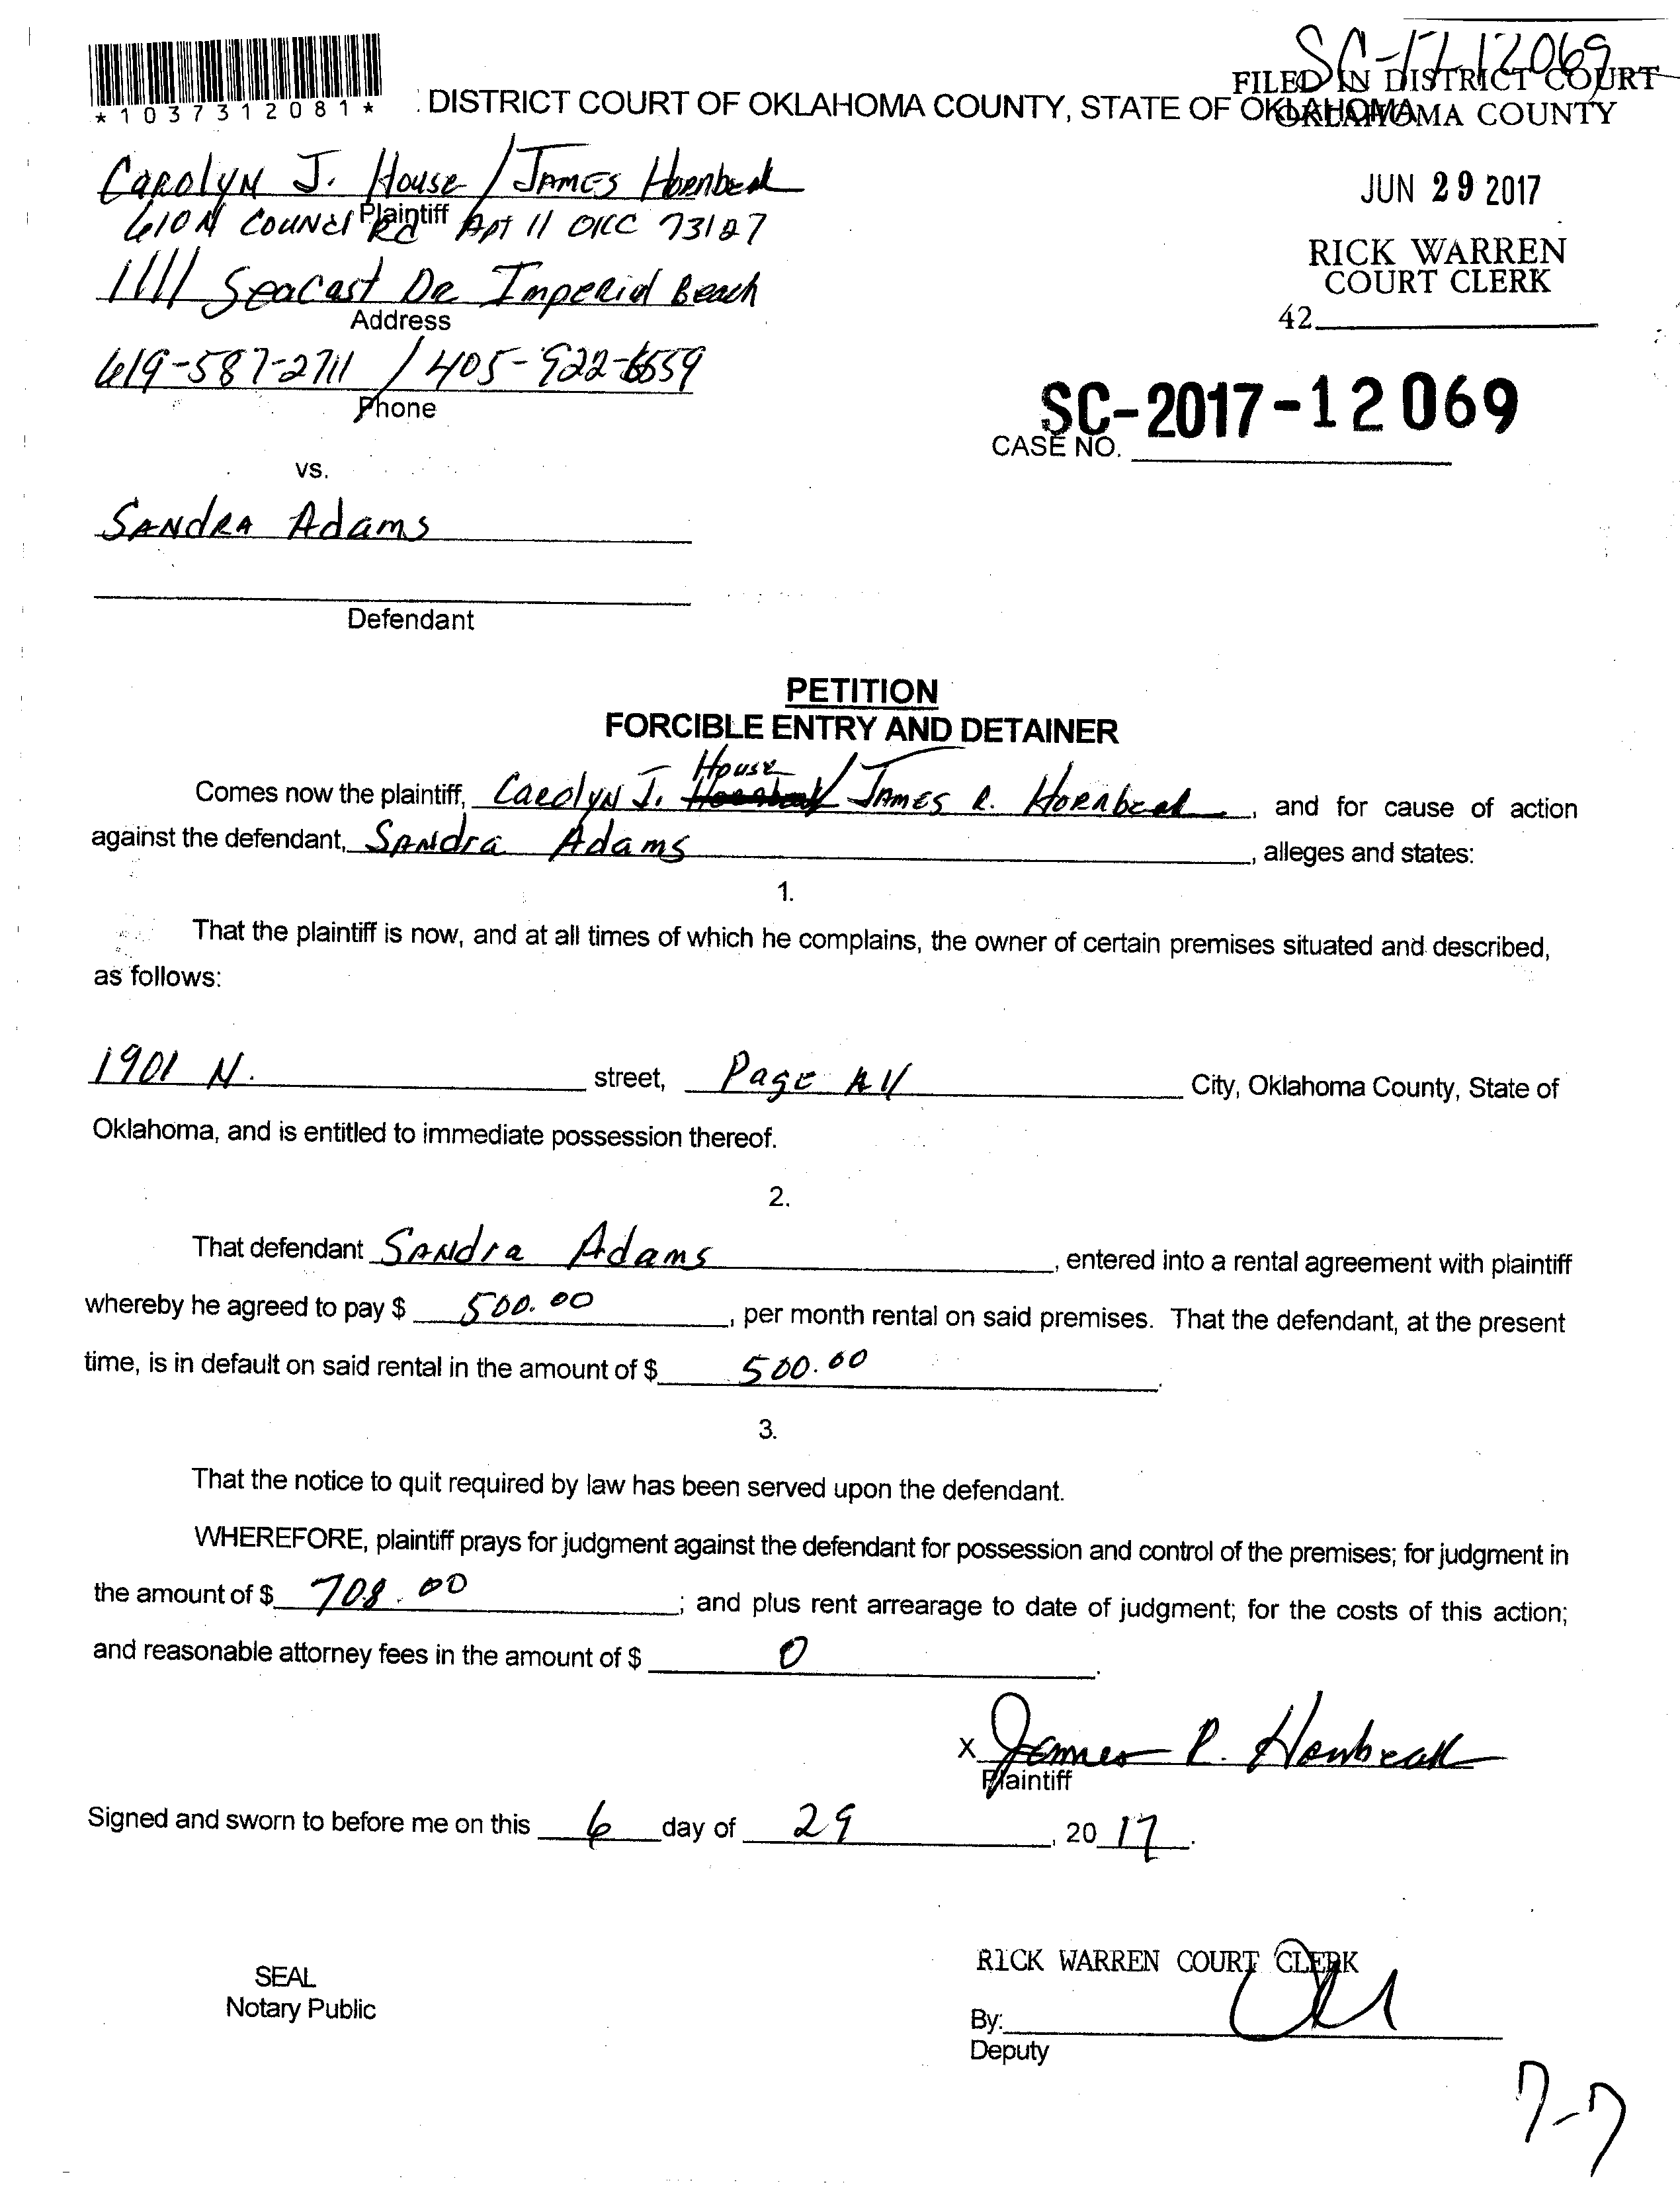 SC-17-12069
FILED IN DISTRICT COURT
OKLAHOMA COUNTY
*1037312081*
DISTRICT COURT OF OKLAHOMA COUNTY, STATE OF OKLAHOMA
JUN 29 2017
RICK WARREN
COURT CLERK
42
Carolyn J. House / James Hornbeak
Plaintiff
610 N Council Rd Apt 11 OKC 73127
1111 Seacast Dr Imperial Beach
Address
619-587-2711 / 405-922-6559
Phone
SC-2017-12069
CASE NO.
vs.
Sandra Adams
Defendant
PETITION
FORCIBLE ENTRY AND DETAINER
House
Comes now the plaintiff, Carolyn J. / James R. Hornbeak, and for cause of action
against the defendant, Sandra Adams, alleges and states:
1.
That the plaintiff is now, and at all times of which he complains, the owner of certain premises situated and described,
as follows:
1901 N. street, Page AV City, Oklahoma County, State of
Oklahoma, and is entitled to immediate possession thereof.
2.
That defendant Sandra Adams, entered into a rental agreement with plaintiff
whereby he agreed to pay $ 500.00, per month rental on said premises. That the defendant, at the present
time, is in default on said rental in the amount of $ 500.00.
3.
That the notice to quit required by law has been served upon the defendant.
WHEREFORE, plaintiff prays for judgment against the defendant for possession and control of the premises; for judgment in
the amount of $ 708.00; and plus rent arrearage to date of judgment; for the costs of this action;
and reasonable attorney fees in the amount of $ 0.
X James R. Hornbeak
Plaintiff
Signed and sworn to before me on this 6 day of 29, 2017.
RICK WARREN COURT CLERK
SEAL
Notary Public
By:
Deputy
7-7